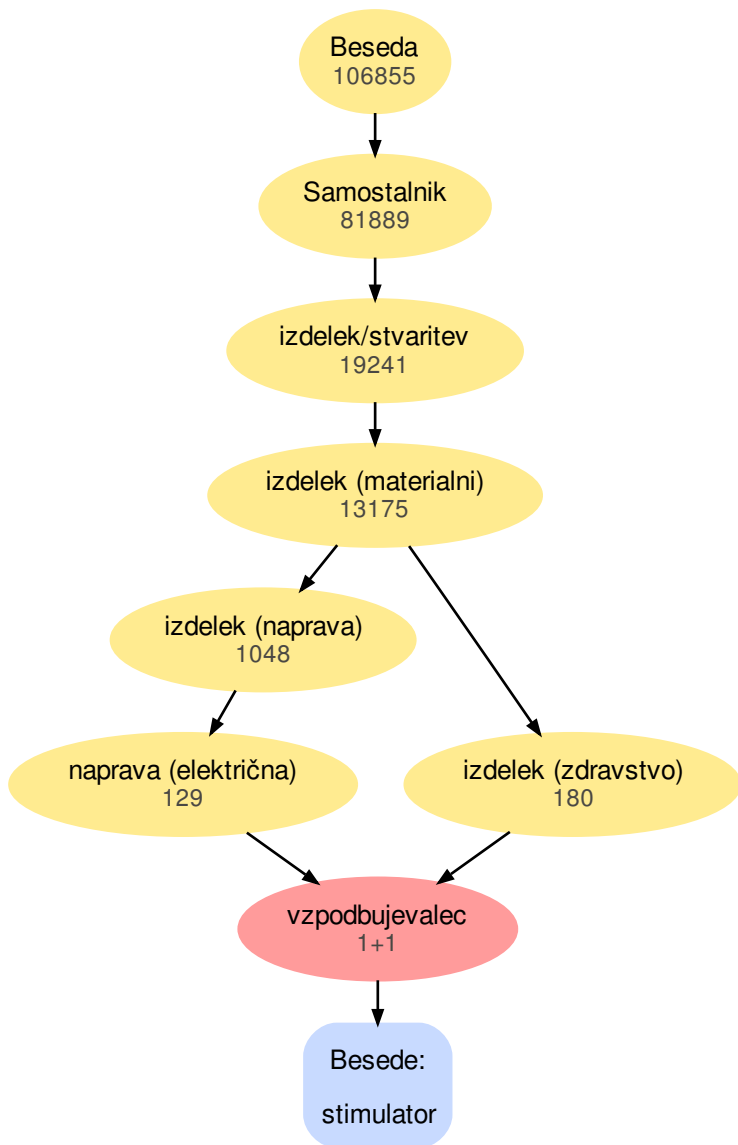 Beseda
106855
Samostalnik
81889
izdelek/stvaritev
19241
izdelek (materialni)
13175
izdelek (naprava)
1048
naprava (električna)
129
izdelek (zdravstvo)
180
vzpodbujevalec
1+1
Besede:
stimulator